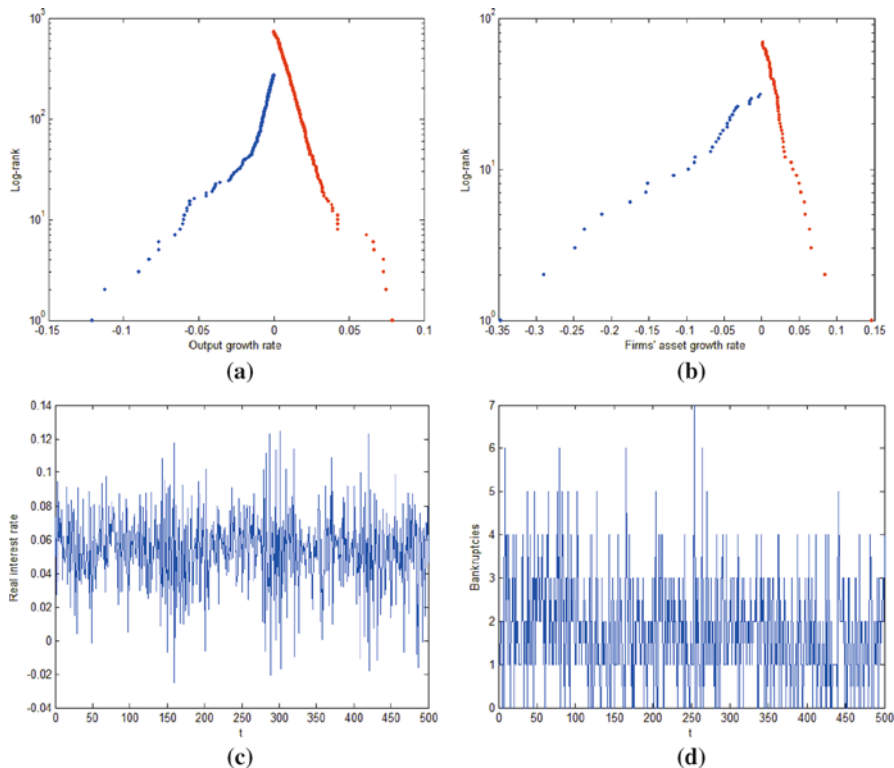 10³
10²
10¹
10⁰
Log-rank
-0.15 -0.1 -0.05 0 0.05 0.1
Output growth rate
(a)
10²
10¹
10⁰
Log-rank
-0.35 -0.3 -0.25 -0.2 -0.15 -0.1 -0.05 0 0.05 0.1 0.15
Firms' asset growth rate
(b)
0.14
0.12
0.1
0.08
0.06
0.04
0.02
0
-0.02
-0.04
Real interest rate
0 50 100 150 200 250 300 350 400 450 500
t
(c)
7
6
5
4
3
2
1
0
Bankruptcies
0 50 100 150 200 250 300 350 400 450 500
t
(d)